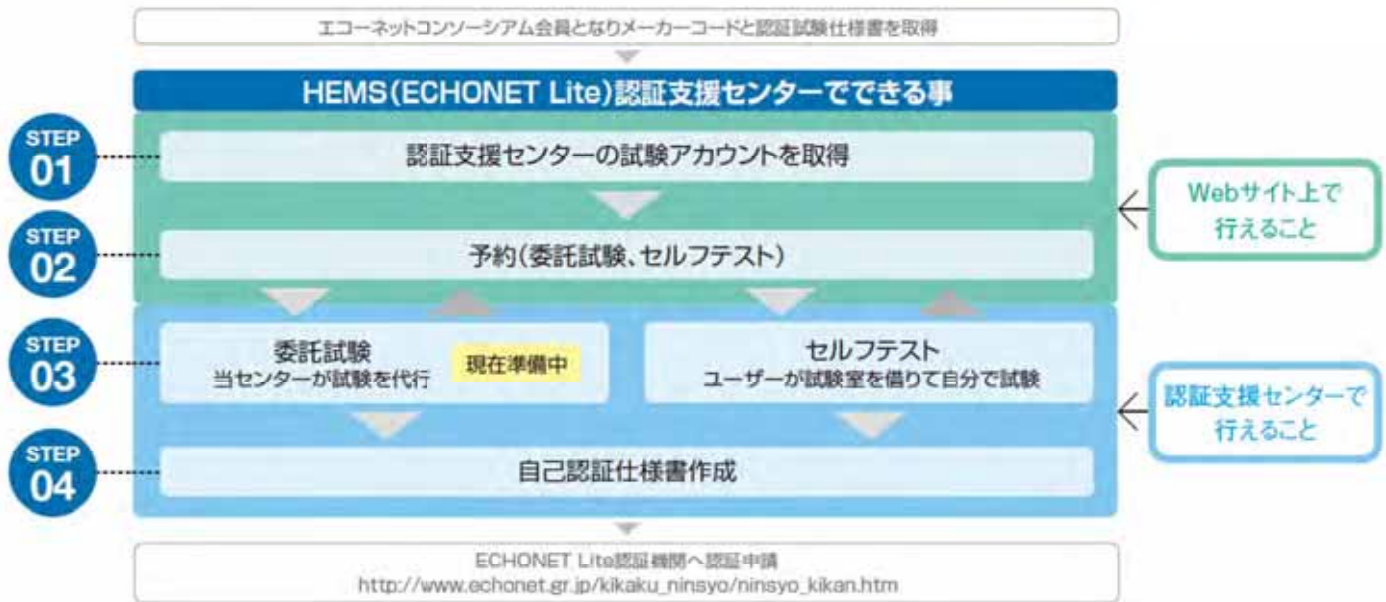 エコーネットコンソーシアム会員となりメーカーコードと認証試験仕様書を取得
HEMS(ECHONET Lite)認証支援センターでできる事
STEP
01
認証支援センターの試験アカウントを取得
Webサイト上で
行えること
STEP
02
予約(委託試験、セルフテスト)
STEP
03
委託試験
当センターが試験を代行
現在準備中
セルフテスト
ユーザーが試験室を借りて自分で試験
認証支援センターで
行えること
STEP
04
自己認証仕様書作成
ECHONET Lite認証機関へ認証申請
http://www.echonet.gr.jp/kikaku_ninsyo/ninsyo_kikan.htm